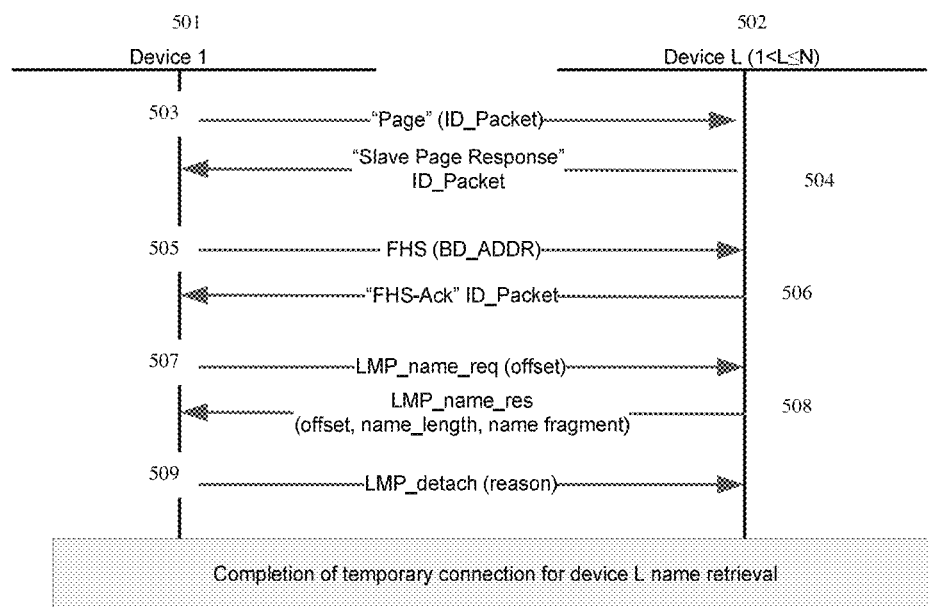 501
502
Device 1
Device L (1<L≤N)
503
"Page" (ID_Packet)
"Slave Page Response"
ID_Packet
504
505
FHS (BD_ADDR)
"FHS-Ack" ID_Packet
506
507
LMP_name_req (offset)
LMP_name_res
(offset, name_length, name fragment)
508
509
LMP_detach (reason)
Completion of temporary connection for device L name retrieval